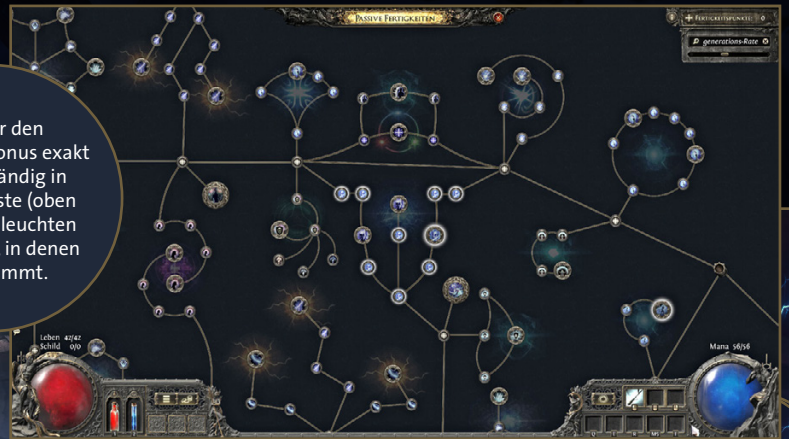 PASSIVE FERTIGKEITEN
FERTIGKEITSPUNKTE: 0
generations-Rate
r den
onus exakt
ändig in
ste (oben
leuchten
in denen
mmt.
Leben 42/42
Schild 0/0
Mana 56/56